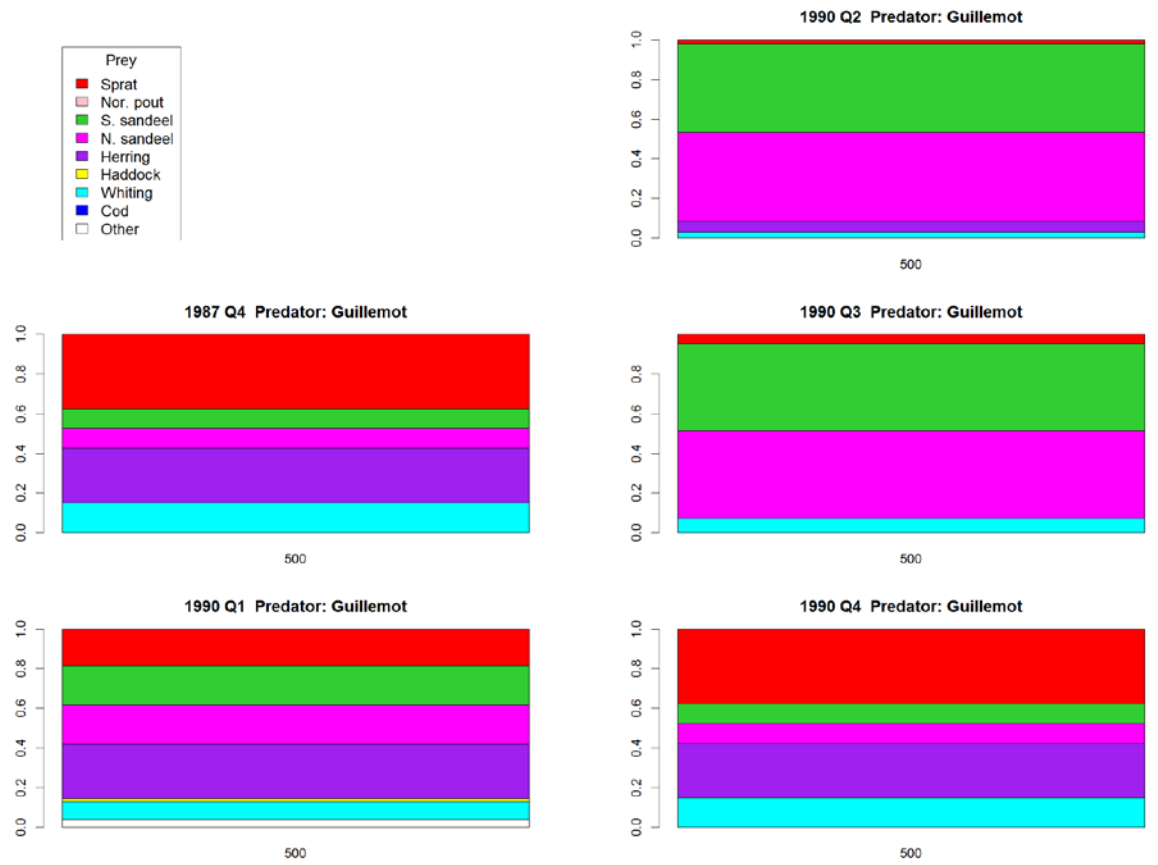 Prey
Sprat
Nor. pout
S. sandeel
N. sandeel
Herring
Haddock
Whiting
Cod
Other
1990 Q2 Predator: Guillemot
1.0
0.8
0.6
0.4
0.2
0.0
500
1987 Q4 Predator: Guillemot
1.0
0.8
0.6
0.4
0.2
0.0
500
1990 Q3 Predator: Guillemot
0.8
0.6
0.4
0.2
0.0
500
1990 Q1 Predator: Guillemot
1.0
0.8
0.6
0.4
0.2
0.0
500
1990 Q4 Predator: Guillemot
1.0
0.8
0.6
0.4
0.2
0.0
500